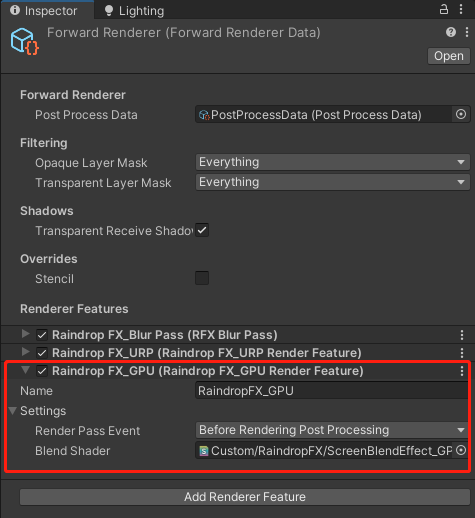 Inspector Lighting
Forward Renderer (Forward Renderer Data)
Open
Forward Renderer
Post Process Data PostProcessData (Post Process Data)
Filtering
Opaque Layer Mask Everything
Transparent Layer Mask Everything
Shadows
Transparent Receive Shadov
Overrides
Stencil
Renderer Features
Raindrop FX_Blur Pass (RFX Blur Pass)
Raindrop FX_URP (Raindrop FX_URP Render Feature)
Raindrop FX_GPU (Raindrop FX_GPU Render Feature)
Name RaindropFX_GPU
Settings
Render Pass Event Before Rendering Post Processing
Blend Shader Custom/RaindropFX/ScreenBlendEffect_GP
Add Renderer Feature